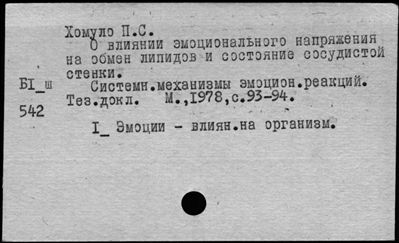 Хомуло П.С.
О влиянии эмоционального напряжения
на обмен липидов и состояние сосудистой
стенки.
БI_ш Системн.механизмы эмоцион.реакций.
Тез.докл. М.,1978,с.93-94.
542
I_ Эмоции - влиян.на организм.